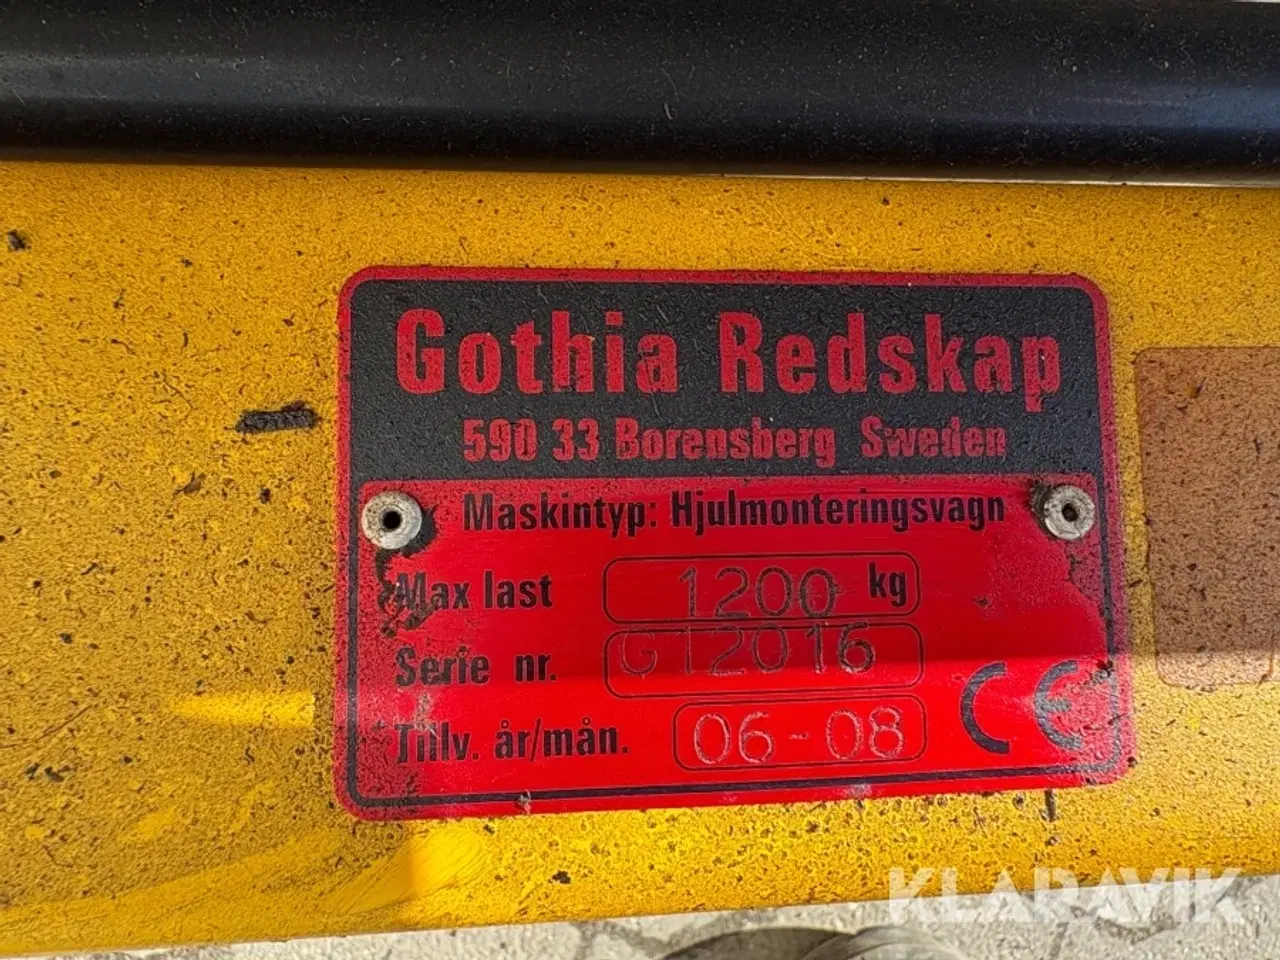 Gothia Redskap
590 33 Borensberg Sweden
Maskintyp: Hjulmonteringsvagn
Max last 1200 kg
Serie nr. G12016
Tillv. år/mån. 06-08
CE
KLARAVIK